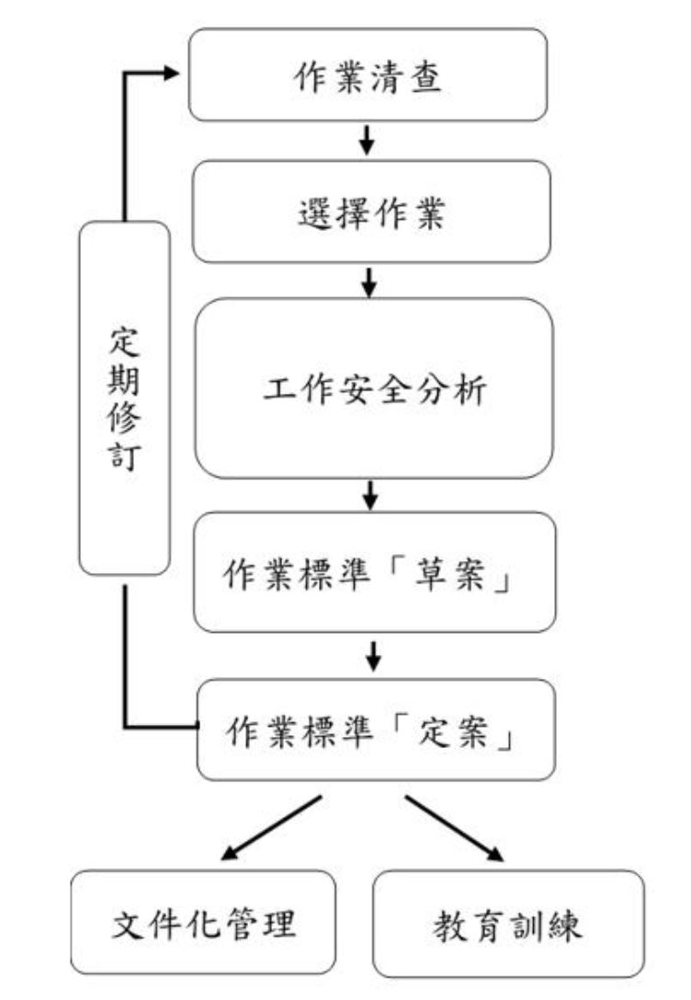 作業清查
選擇作業
工作安全分析
定期修訂
作業標準「草案」
作業標準「定案」
文件化管理
教育訓練